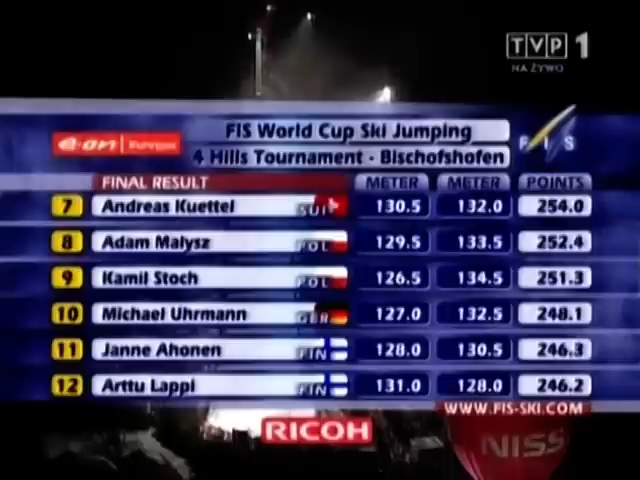 TVP 1
NA ŻYWO
FIS World Cup Ski Jumping
e·on
4 Hills Tournament - Bischofshofen
FIS
FINAL RESULT METER METER POINTS
7 Andreas Kuettel SUI 130.5 132.0 254.0
8 Adam Malysz POL 129.5 133.5 252.4
9 Kamil Stoch POL 126.5 134.5 251.3
10 Michael Uhrmann GER 127.0 132.5 248.1
11 Janne Ahonen FIN 128.0 130.5 246.3
12 Arttu Lappi FIN 131.0 128.0 246.2
WWW.FIS-SKI.COM
RICOH
NISS